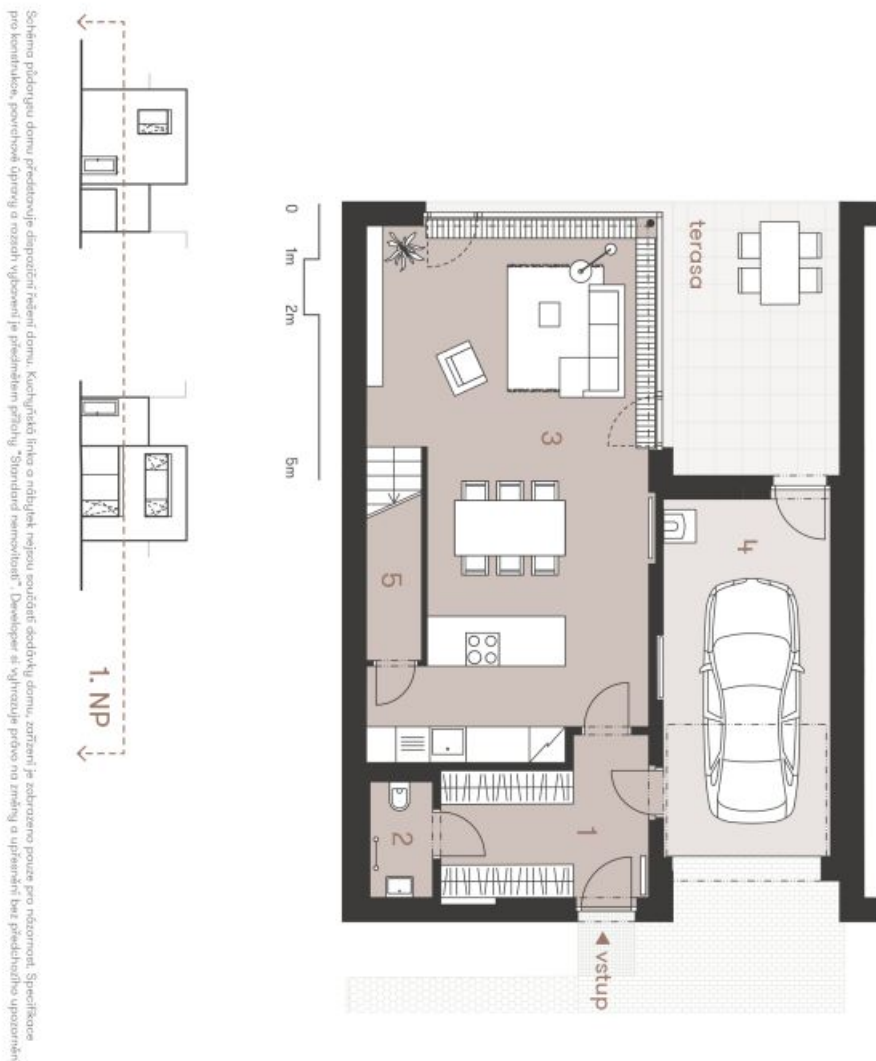 Schéma půdorysu domu představuje dispoziční řešení domu. Kuchyňská linka a nábytek nejsou součástí dodávky domu, zařízení je zobrazeno pouze pro názornost. Specifikace
pro konstrukce, povrchové úpravy a rozsah vybavení je předmětem přílohy "Standard nemovitosti". Developer si vyhrazuje právo na změny a upřesnění bez předchozího upozorněn
1. NP
0
1m
2m
5m
terasa
3
4
5
1
2
vstup